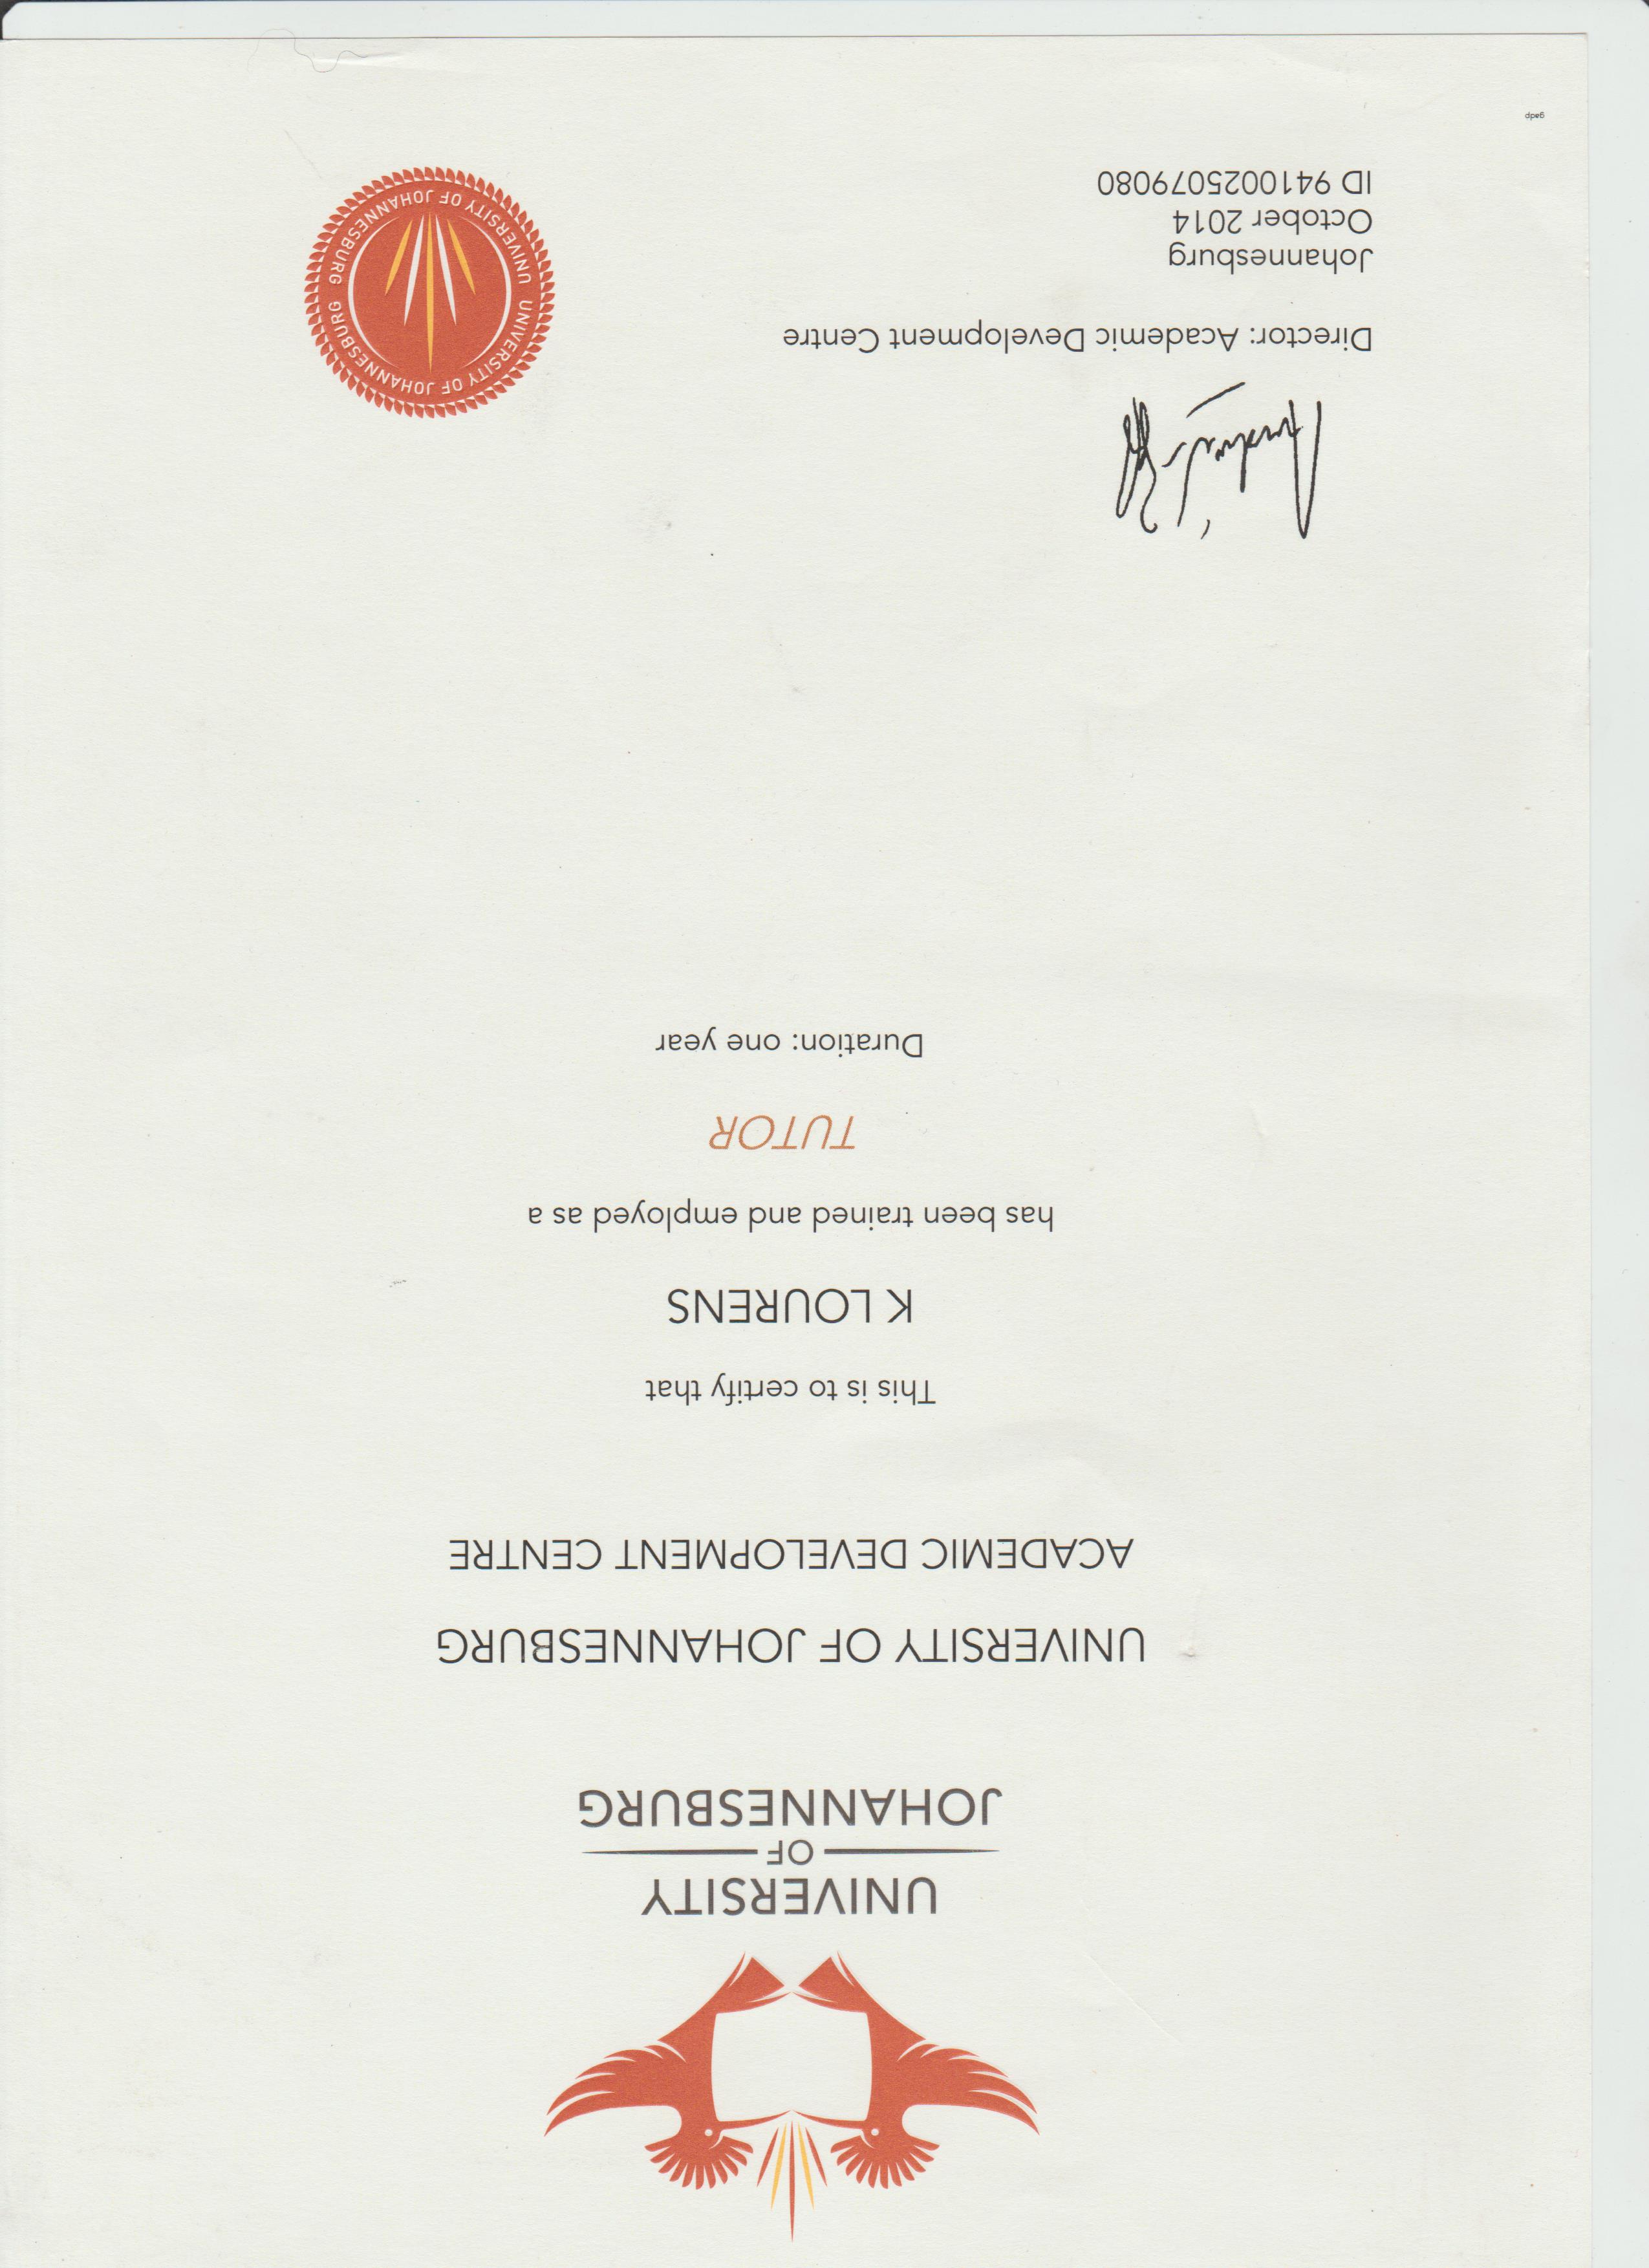 UNIVERSITY
OF
JOHANNESBURG
UNIVERSITY OF JOHANNESBURG
ACADEMIC DEVELOPMENT CENTRE
This is to certify that
K LOURENS
has been trained and employed as a
TUTOR
Duration: one year
Director: Academic Development Centre
Johannesburg
October 2014
ID 9410025079080
UNIVERSITY OF JOHANNESBURG
UNIVERSITY OF JOHANNESBURG
gadp